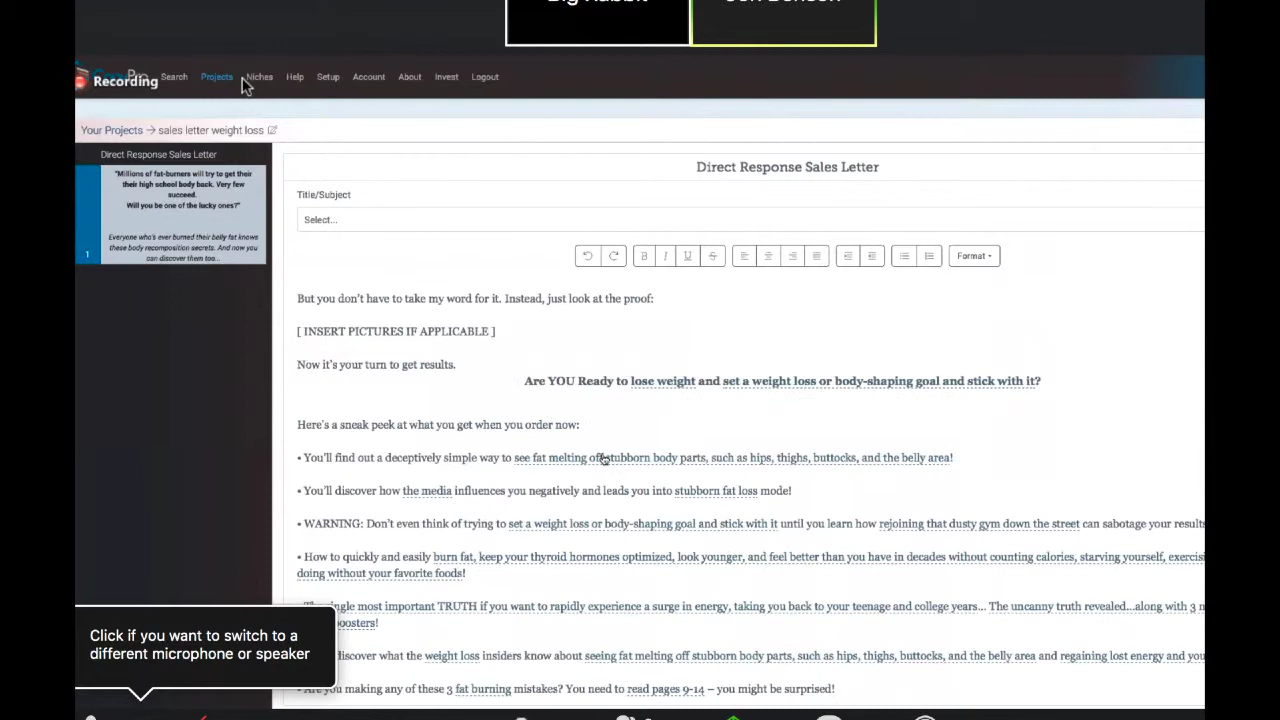 Recording
Search Projects Niches Help Setup Account About Invest Logout
Your Projects → sales letter weight loss
Direct Response Sales Letter
"Millions of fat-burners will try to get their
their high school body back. Very few
succeed.
Will you be one of the lucky ones?"
Everyone who's ever burned their belly fat knows
these body recomposition secrets. And now you
can discover them too...
1
Direct Response Sales Letter
Title/Subject
Select...
B I U S Format
But you don't have to take my word for it. Instead, just look at the proof:
[ INSERT PICTURES IF APPLICABLE ]
Now it's your turn to get results.
Are YOU Ready to lose weight and set a weight loss or body-shaping goal and stick with it?
Here's a sneak peek at what you get when you order now:
• You'll find out a deceptively simple way to see fat melting off stubborn body parts, such as hips, thighs, buttocks, and the belly area!
• You'll discover how the media influences you negatively and leads you into stubborn fat loss mode!
• WARNING: Don't even think of trying to set a weight loss or body-shaping goal and stick with it until you learn how rejoining that dusty gym down the street can sabotage your results
• How to quickly and easily burn fat, keep your thyroid hormones optimized, look younger, and feel better than you have in decades without counting calories, starving yourself,
doing without your favorite foods!
single most important TRUTH if you want to rapidly experience a surge in energy, taking you back to your teenage and college years... The uncanny truth revealed...along with 3
discover what the weight loss insiders know about seeing fat melting off stubborn body parts, such as hips, thighs, buttocks, and the belly area and regaining lost energy and
• Are you making any of these 3 fat burning mistakes? You need to read pages 9-14 – you might be surprised!
Click if you want to switch to a
different microphone or speaker